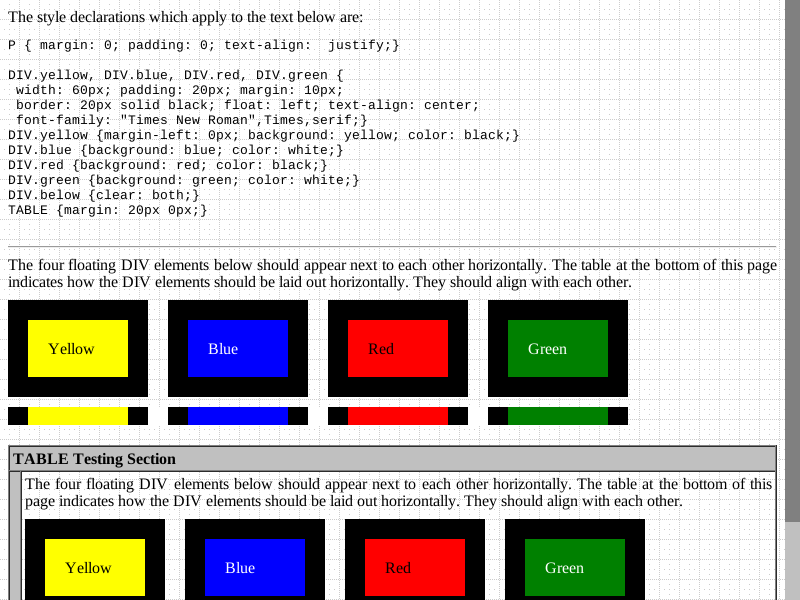 The style declarations which apply to the text below are:
P { margin: 0; padding: 0; text-align:  justify;}
DIV.yellow, DIV.blue, DIV.red, DIV.green {
 width: 60px; padding: 20px; margin: 10px;
 border: 20px solid black; float: left; text-align: center;
 font-family: "Times New Roman",Times,serif;}
DIV.yellow {margin-left: 0px; background: yellow; color: black;}
DIV.blue {background: blue; color: white;}
DIV.red {background: red; color: black;}
DIV.green {background: green; color: white;}
DIV.below {clear: both;}
TABLE {margin: 20px 0px;}
The four floating DIV elements below should appear next to each other horizontally. The table at the bottom of this page
indicates how the DIV elements should be laid out horizontally. They should align with each other.
Yellow Blue Red Green
TABLE Testing Section
The four floating DIV elements below should appear next to each other horizontally. The table at the bottom of this
page indicates how the DIV elements should be laid out horizontally. They should align with each other.
Yellow Blue Red Green